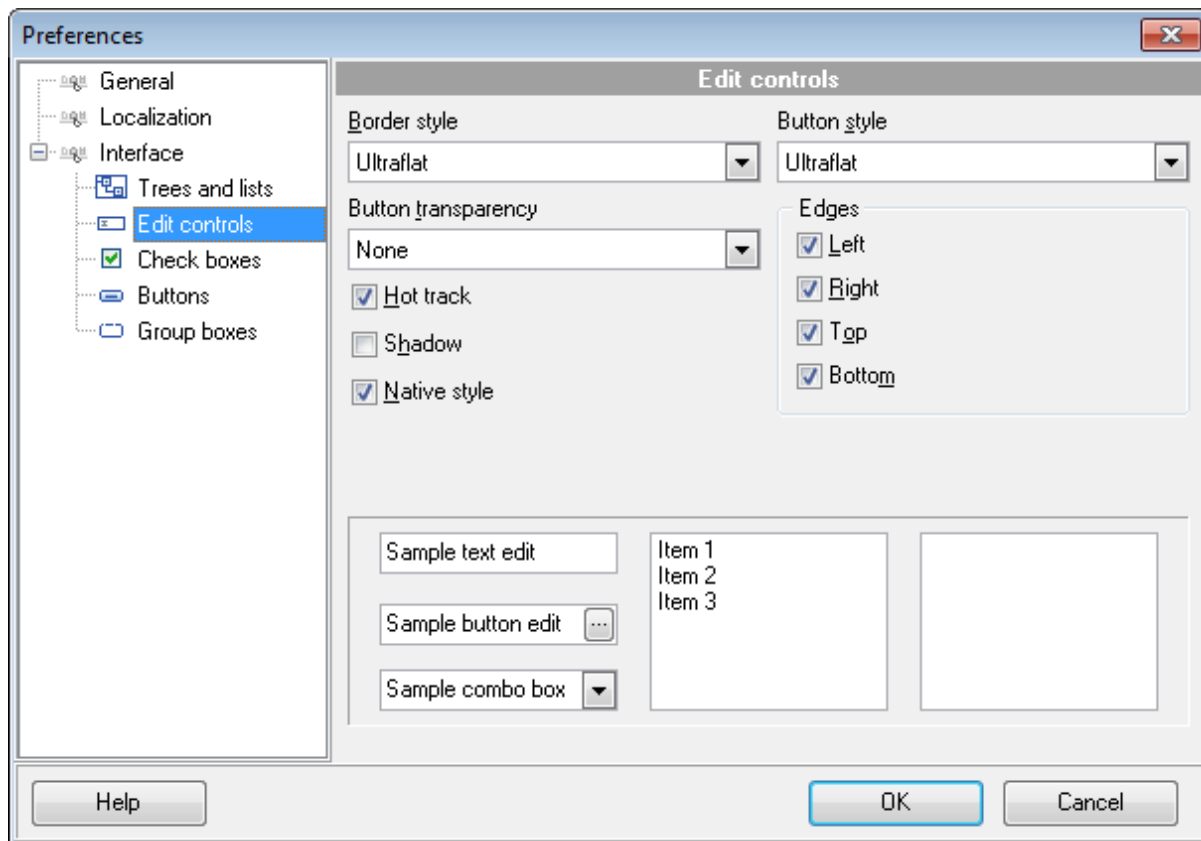 Preferences
General
Localization
Interface
Trees and lists
Edit controls
Check boxes
Buttons
Group boxes
Edit controls
Border style
Ultraflat
Button style
Ultraflat
Button transparency
None
Hot track
Shadow
Native style
Edges
Left
Right
Top
Bottom
Sample text edit
Sample button edit ...
Sample combo box
Item 1
Item 2
Item 3
Help
OK
Cancel